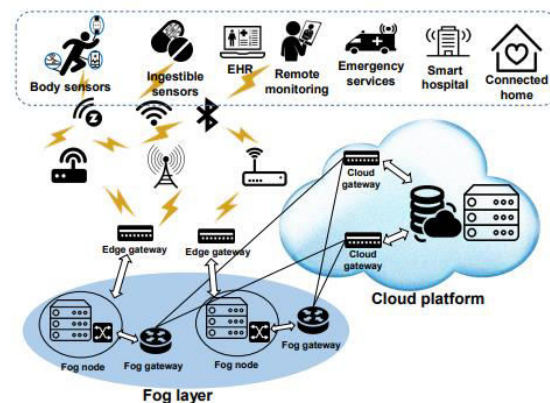 Body sensors
Ingestible
sensors
EHR
Remote
monitoring
Emergency
services
Smart
hospital
Connected
home
Z
Cloud
gateway
Edge gateway
Edge gateway
Cloud
gateway
Cloud platform
Fog node
Fog gateway
Fog node
Fog gateway
Fog layer